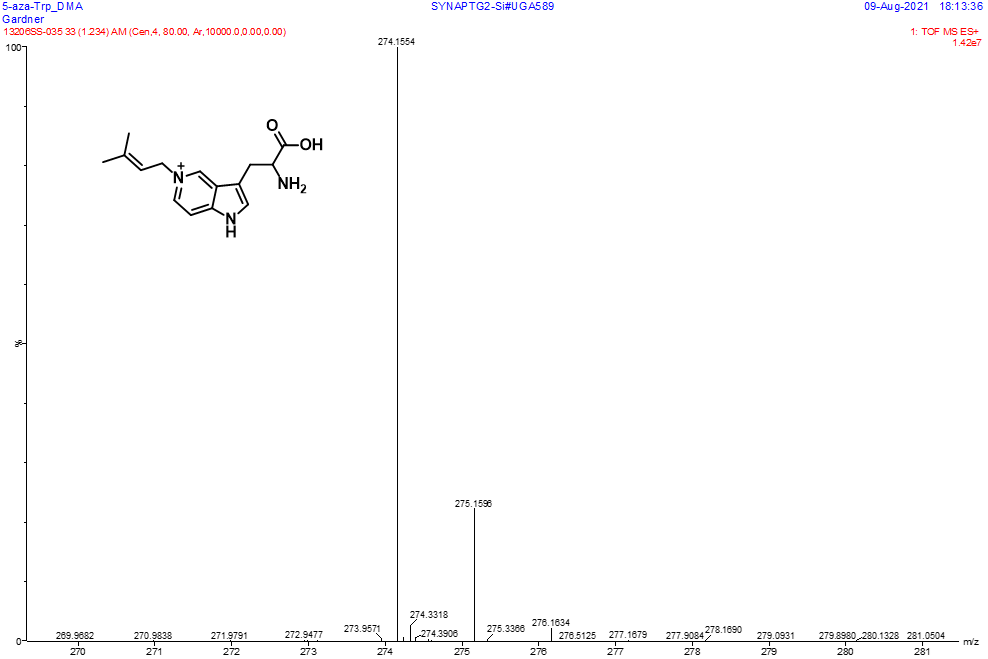 5-aza-Trp_DMA SYNAPTG2-Si#UGA589 09-Aug-2021 18:13:36
Gardner
13206SS-035 33 (1.234) AM (Cen,4, 80.00, Ar,10000.0,0.00,0.00) 1: TOF MS ES+
1.42e7
274.1554
100
O
OH
+
N
NH2
N
H
%
275.1596
274.3318
276.1634
273.9571
275.3366
278.1690
274.3906
269.9682 270.9838 271.9791 272.9477 276.5125 277.1679 277.9084 279.0931 279.8980 280.1328 281.0504
0
m/z
270 271 272 273 274 275 276 277 278 279 280 281